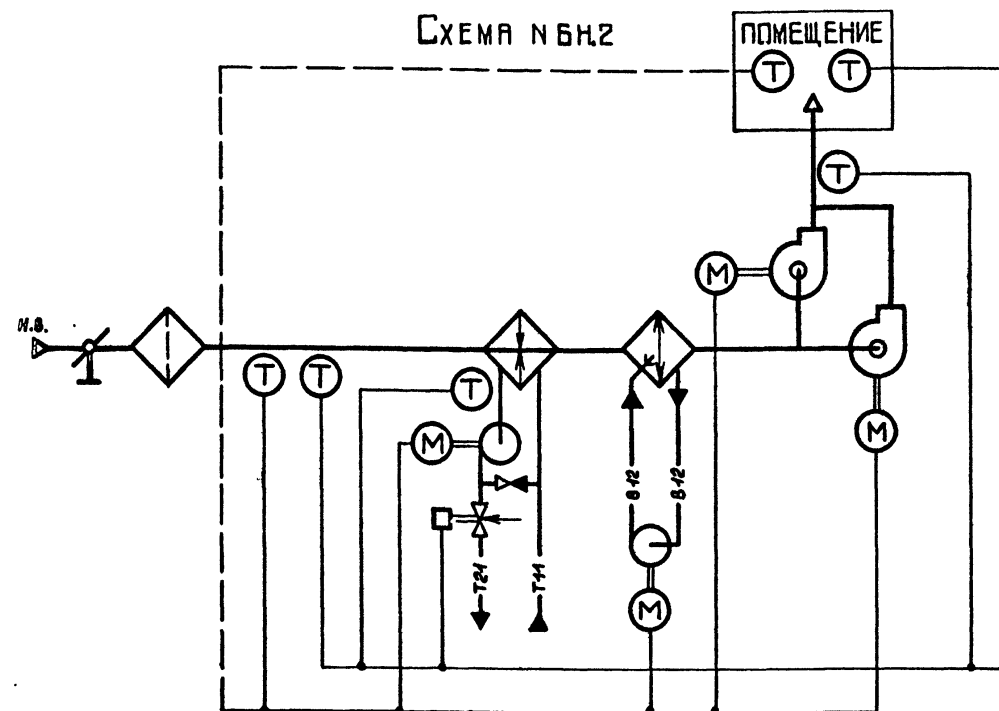 СХЕМА N 6Н.2
ПОМЕЩЕНИЕ
Т Т
Т
М
Н.В.
Т Т Т
М
М
В12 В12
Т21 Т11
М